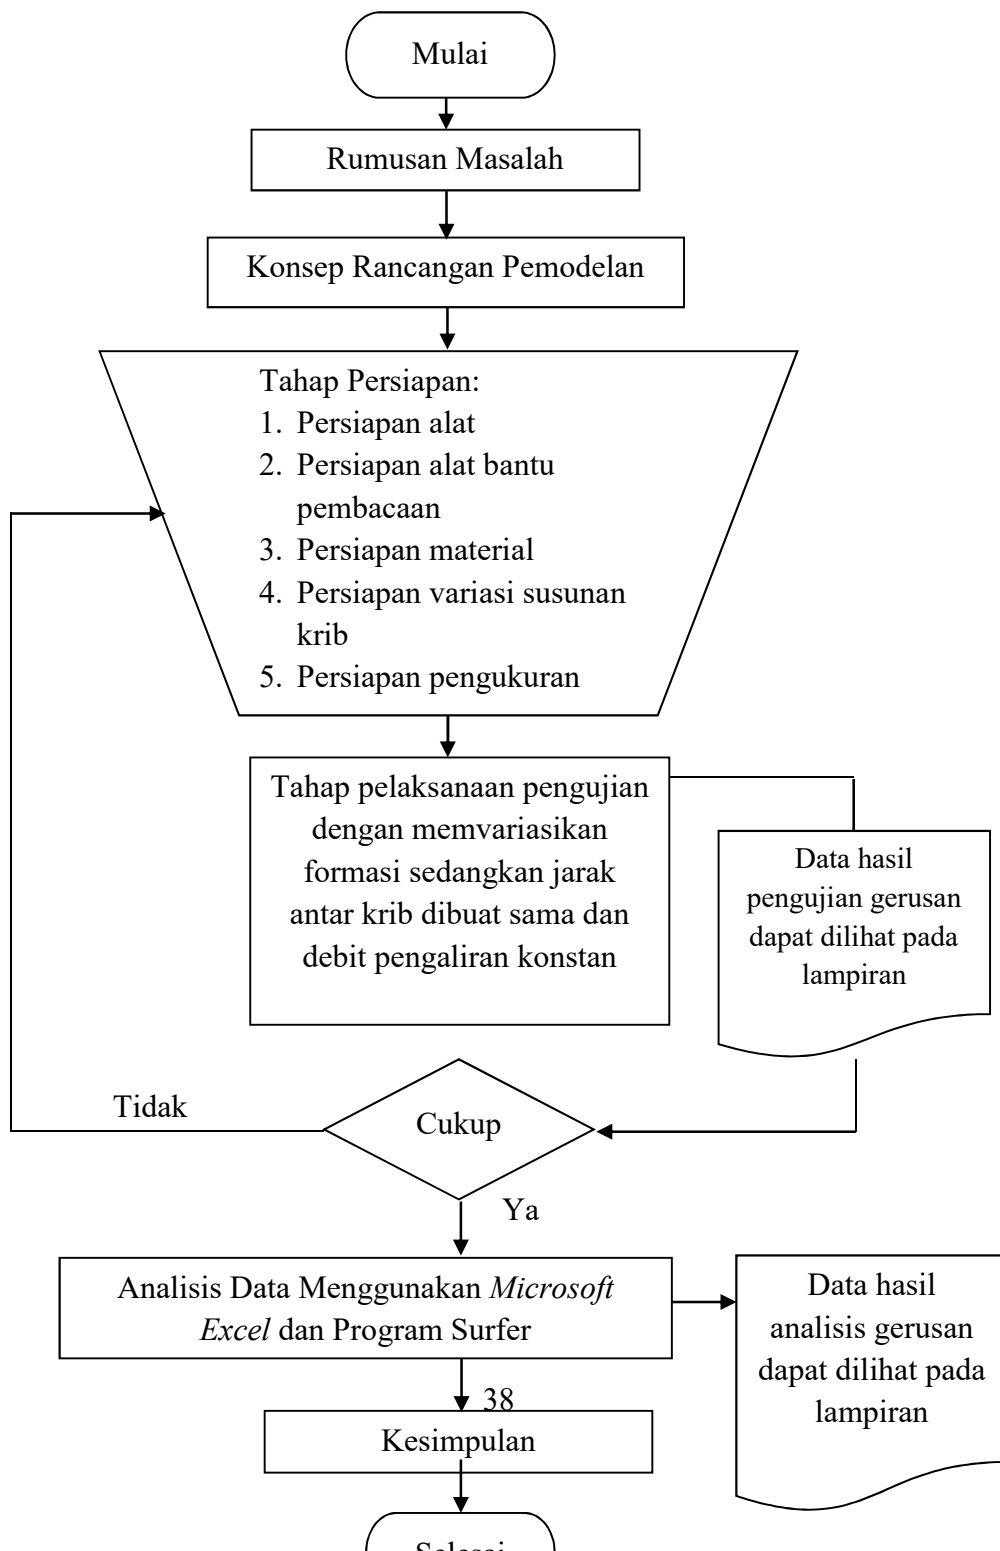 Mulai
Rumusan Masalah
Konsep Rancangan Pemodelan
Tahap Persiapan:
1. Persiapan alat
2. Persiapan alat bantu
pembacaan
3. Persiapan material
4. Persiapan variasi susunan
krib
5. Persiapan pengukuran
Tahap pelaksanaan pengujian
dengan memvariasikan
formasi sedangkan jarak
antar krib dibuat sama dan
debit pengaliran konstan
Data hasil
pengujian gerusan
dapat dilihat pada
lampiran
Tidak
Cukup
Ya
Analisis Data Menggunakan Microsoft
Excel dan Program Surfer
Data hasil
analisis gerusan
dapat dilihat pada
lampiran
38
Kesimpulan
Selesai